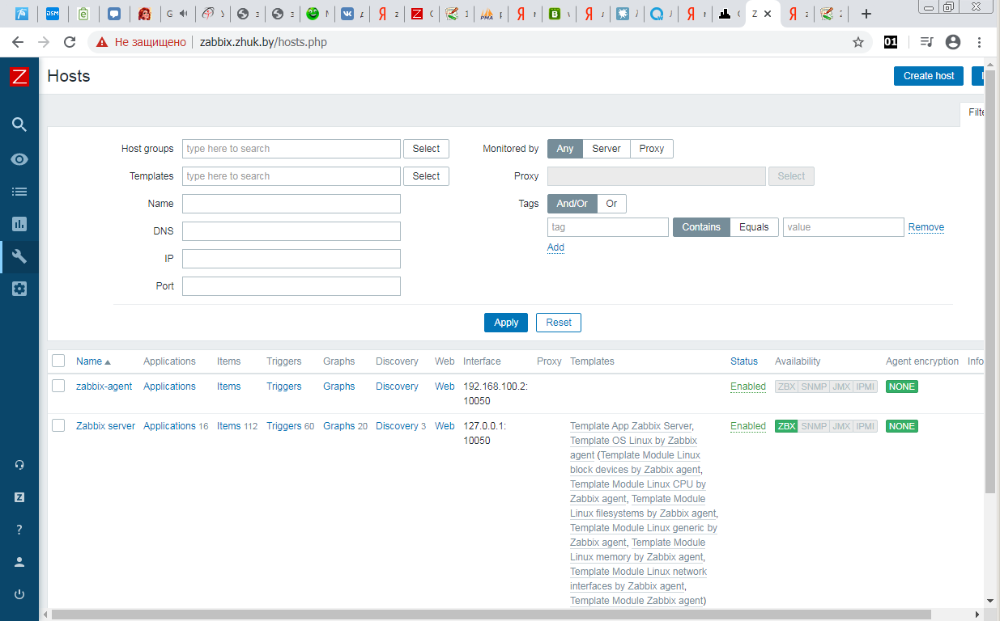 Не защищено zabbix.zhuk.by/hosts.php
Hosts
Create host
Host groups type here to search Select Monitored by Any Server Proxy
Templates type here to search Select Proxy Select
Name Tags And/Or Or
DNS tag Contains Equals value Remove
Add
IP
Port
Apply Reset
Name Applications Items Triggers Graphs Discovery Web Interface Proxy Templates Status Availability Agent encryption Info
zabbix-agent Applications Items Triggers Graphs Discovery Web 192.168.100.2: Enabled ZBX SNMP JMX IPMI NONE
10050
Zabbix server Applications 16 Items 112 Triggers 60 Graphs 20 Discovery 3 Web 127.0.0.1: Template App Zabbix Server, Enabled ZBX SNMP JMX IPMI NONE
10050 Template OS Linux by Zabbix
agent (Template Module Linux
block devices by Zabbix agent,
Template Module Linux CPU by
Zabbix agent, Template Module
Linux filesystems by Zabbix agent,
Template Module Linux generic by
Zabbix agent, Template Module
Linux memory by Zabbix agent,
Template Module Linux network
interfaces by Zabbix agent,
Template Module Zabbix agent)